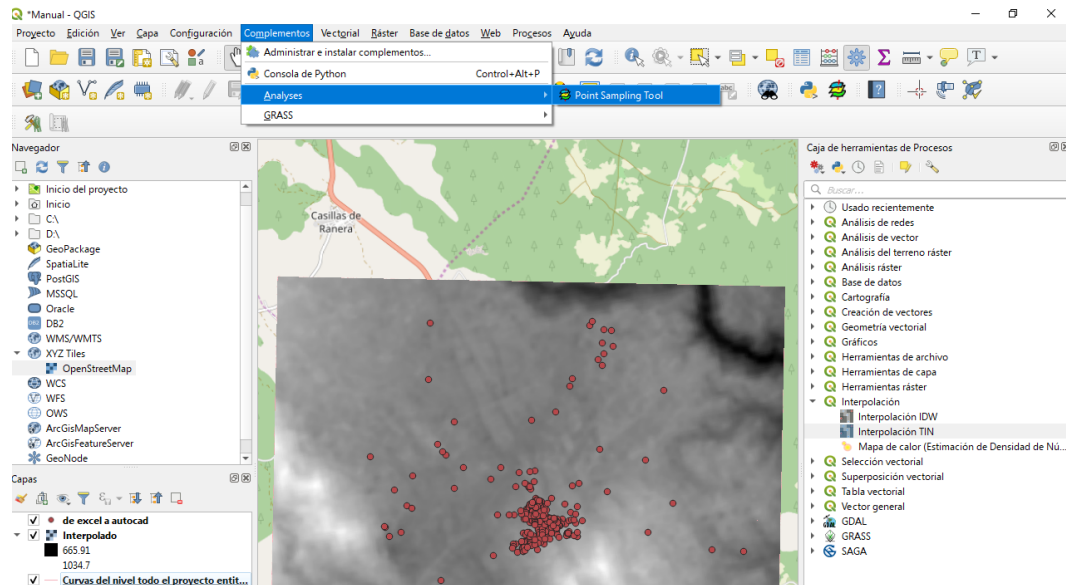 *Manual - QGIS
Proyecto Edición Ver Capa Configuración Complementos Vectorial Ráster Base de datos Web Procesos Ayuda
Administrar e instalar complementos...
Consola de Python Control+Alt+P
Analyses
Point Sampling Tool
GRASS
Navegador
Inicio del proyecto
Inicio
C:\
D:\
GeoPackage
SpatiaLite
PostGIS
MSSQL
Oracle
DB2
WMS/WMTS
XYZ Tiles
OpenStreetMap
WCS
WFS
OWS
ArcGisMapServer
ArcGisFeatureServer
GeoNode
Capas
de excel a autocad
Interpolado
665.91
1034.7
Curvas del nivel todo el proyecto entit...
Casillas de
Ranera
Caja de herramientas de Procesos
Buscar...
Usado recientemente
Análisis de redes
Análisis de vector
Análisis del terreno ráster
Análisis ráster
Base de datos
Cartografía
Creación de vectores
Geometría vectorial
Gráficos
Herramientas de archivo
Herramientas de capa
Herramientas ráster
Interpolación
Interpolación IDW
Interpolación TIN
Mapa de calor (Estimación de Densidad de Nú...
Selección vectorial
Superposición vectorial
Tabla vectorial
Vector general
GDAL
GRASS
SAGA